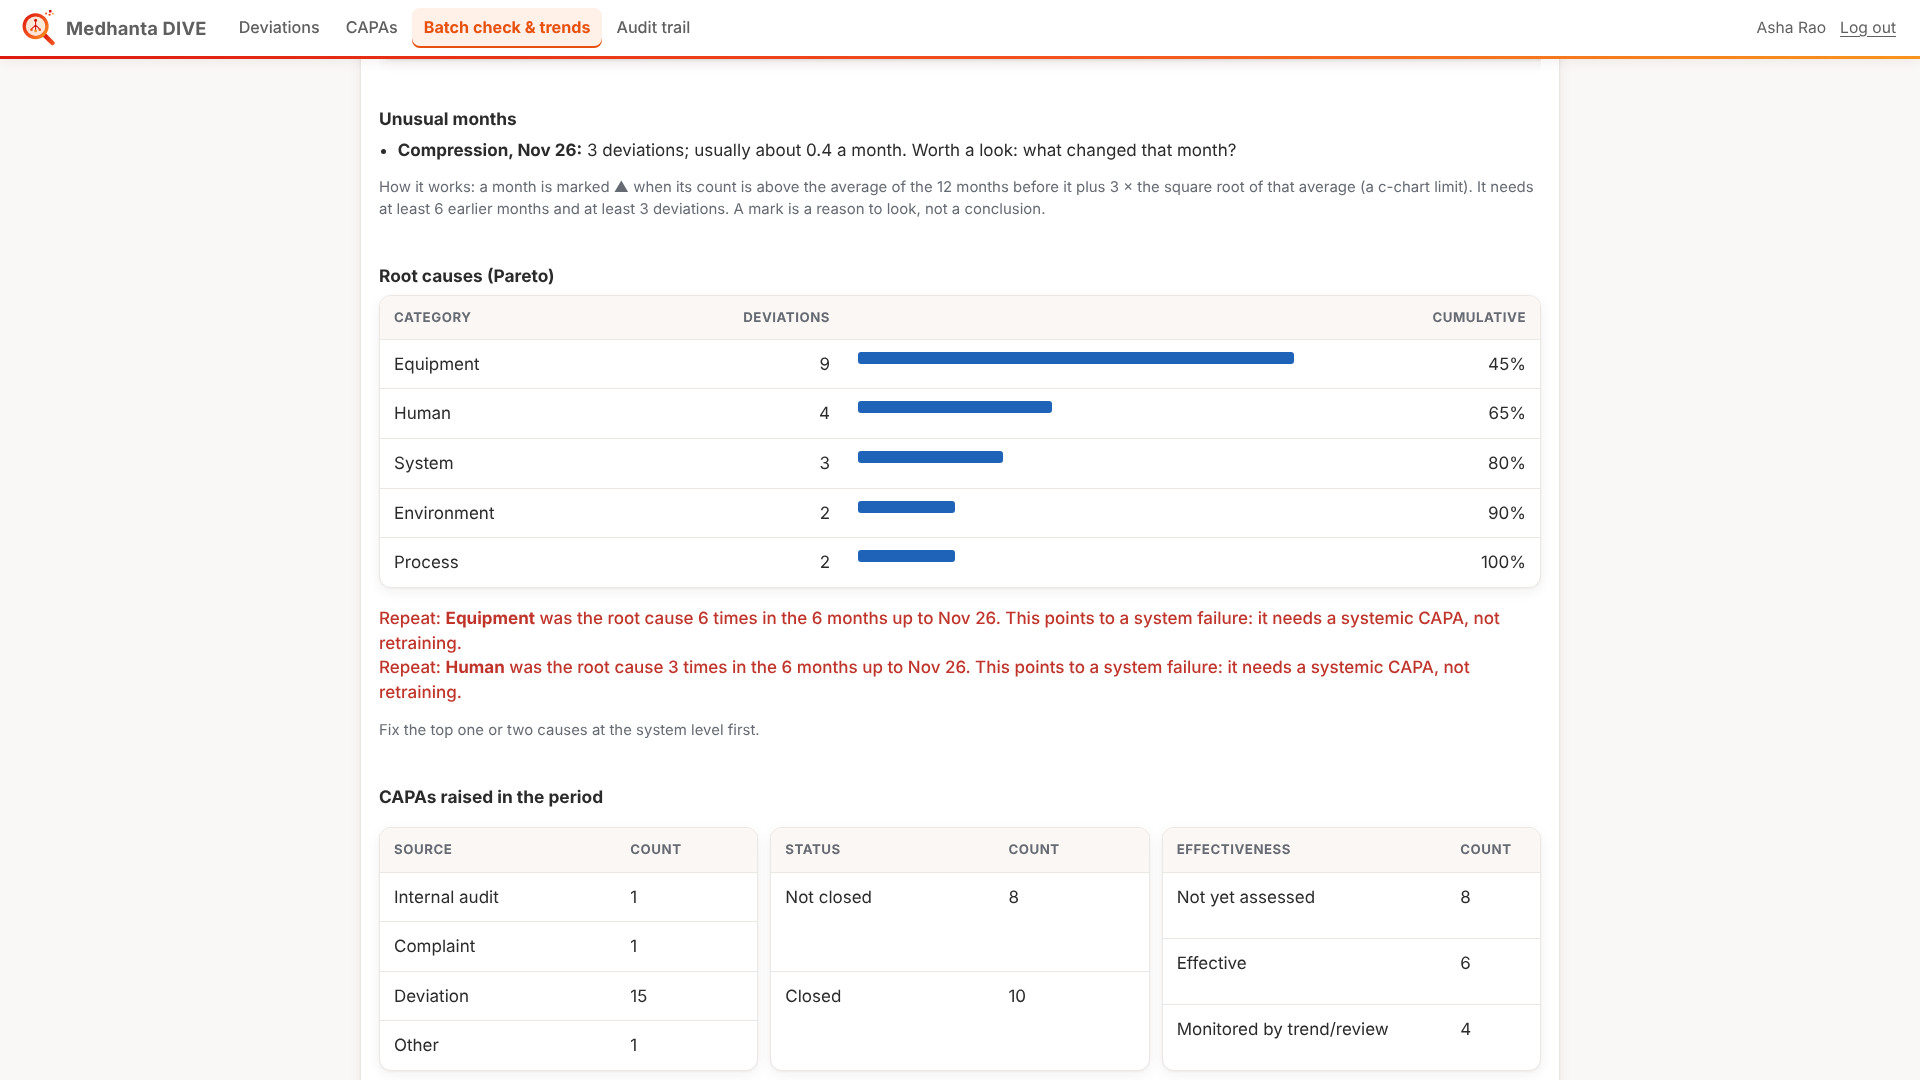 Medhanta DIVE
Deviations
CAPAs
Batch check & trends
Audit trail
Asha Rao
Log out
Unusual months
• Compression, Nov 26: 3 deviations; usually about 0.4 a month. Worth a look: what changed that month?
How it works: a month is marked ▲ when its count is above the average of the 12 months before it plus 3 × the square root of that average (a c-chart limit). It needs
at least 6 earlier months and at least 3 deviations. A mark is a reason to look, not a conclusion.
Root causes (Pareto)
CATEGORY DEVIATIONS CUMULATIVE
Equipment 9 45%
Human 4 65%
System 3 80%
Environment 2 90%
Process 2 100%
Repeat: Equipment was the root cause 6 times in the 6 months up to Nov 26. This points to a system failure: it needs a systemic CAPA, not
retraining.
Repeat: Human was the root cause 3 times in the 6 months up to Nov 26. This points to a system failure: it needs a systemic CAPA, not
retraining.
Fix the top one or two causes at the system level first.
CAPAs raised in the period
SOURCE COUNT
Internal audit 1
Complaint 1
Deviation 15
Other 1
STATUS COUNT
Not closed 8
Closed 10
EFFECTIVENESS COUNT
Not yet assessed 8
Effective 6
Monitored by trend/review 4